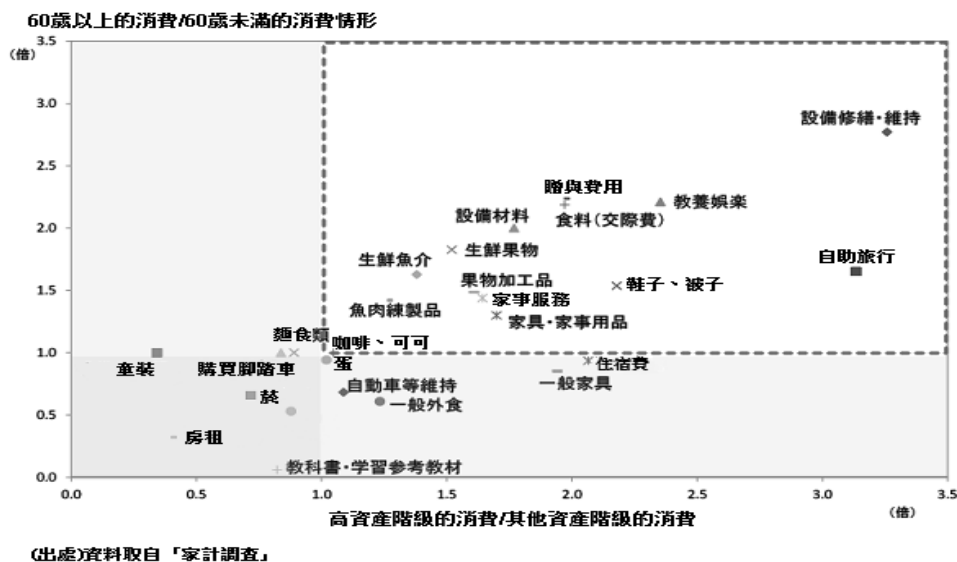 60歲以上的消費/60歲未滿的消費情形
3.5
(倍)
3.0
設備修繕·維持
2.5
贈與費用
教養娯楽
設備材料
食料(交際費)
2.0
生鮮果物
自助旅行
生鮮魚介
果物加工品
鞋子、被子
1.5
家事服務
魚肉練製品
家具·家事用品
麵食類
咖啡、可可
1.0
童裝
購買腳踏車
蛋
住宿費
一般家具
自動車等維持
菸
一般外食
0.5
房租
教科書·学習参考教材
0.0
0.0
0.5
1.0
1.5
2.0
2.5
3.0
3.5
高資產階級的消費/其他資產階級的消費
(倍)
(出處)資料取自「家計調查」